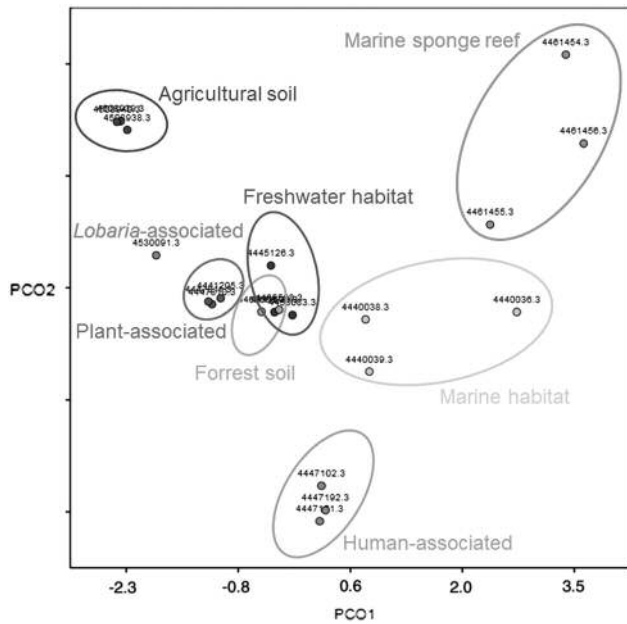 Marine sponge reef
4461454.3
Agricultural soil
4461456.3
Freshwater habitat
Lobaria-associated
4461455.3
4530091.3
4445126.3
PCO2
4440038.3
4440036.3
Plant-associated
Forrest soil
4440039.3
Marine habitat
4447102.3
4447192.3
Human-associated
-2.3
-0.8
0.6
2.0
3.5
PCO1